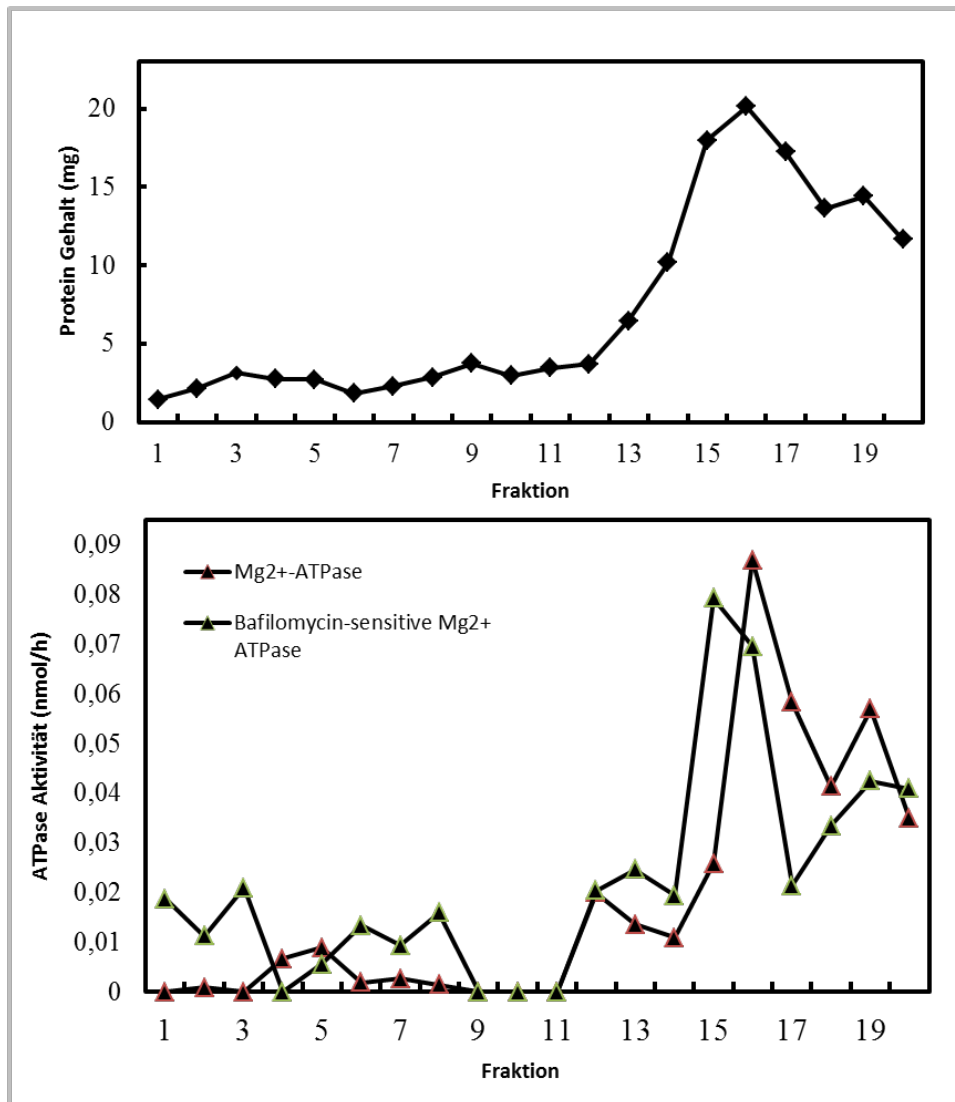 Protein Gehalt (mg)
20
15
10
5
0
1 3 5 7 9 11 13 15 17 19
Fraktion
ATPase Aktivität (nmol/h)
0,09
0,08
0,07
0,06
0,05
0,04
0,03
0,02
0,01
0
Mg2+-ATPase
Bafilomycin-sensitive Mg2+
ATPase
1 3 5 7 9 11 13 15 17 19
Fraktion